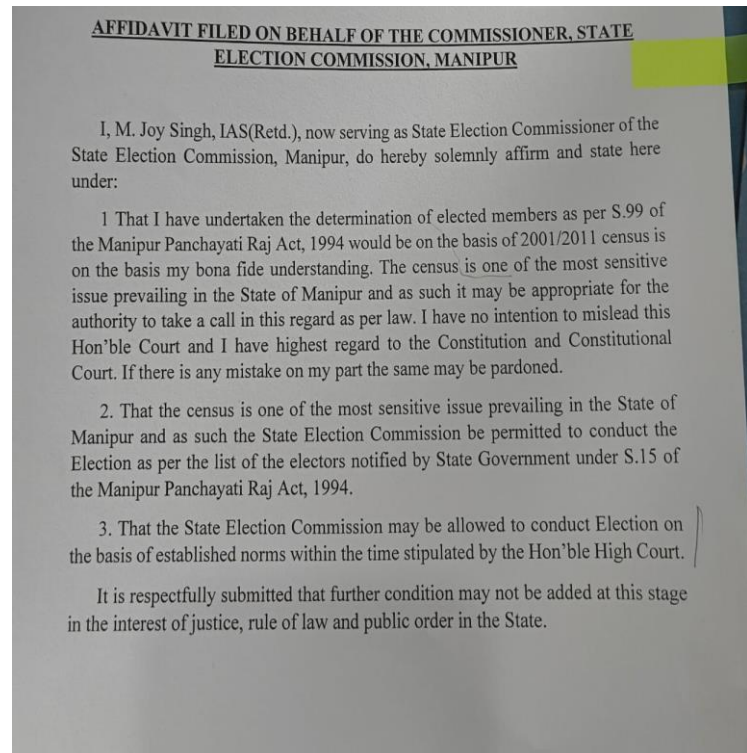 AFFIDAVIT FILED ON BEHALF OF THE COMMISSIONER, STATE
ELECTION COMMISSION, MANIPUR
I, M. Joy Singh, IAS(Retd.), now serving as State Election Commissioner of the
State Election Commission, Manipur, do hereby solemnly affirm and state here
under:
1 That I have undertaken the determination of elected members as per S.99 of
the Manipur Panchayati Raj Act, 1994 would be on the basis of 2001/2011 census is
on the basis my bona fide understanding. The census is one of the most sensitive
issue prevailing in the State of Manipur and as such it may be appropriate for the
authority to take a call in this regard as per law. I have no intention to mislead this
Hon'ble Court and I have highest regard to the Constitution and Constitutional
Court. If there is any mistake on my part the same may be pardoned.
2. That the census is one of the most sensitive issue prevailing in the State of
Manipur and as such the State Election Commission be permitted to conduct the
Election as per the list of the electors notified by State Government under S.15 of
the Manipur Panchayati Raj Act, 1994.
3. That the State Election Commission may be allowed to conduct Election on
the basis of established norms within the time stipulated by the Hon'ble High Court.
It is respectfully submitted that further condition may not be added at this stage
in the interest of justice, rule of law and public order in the State.